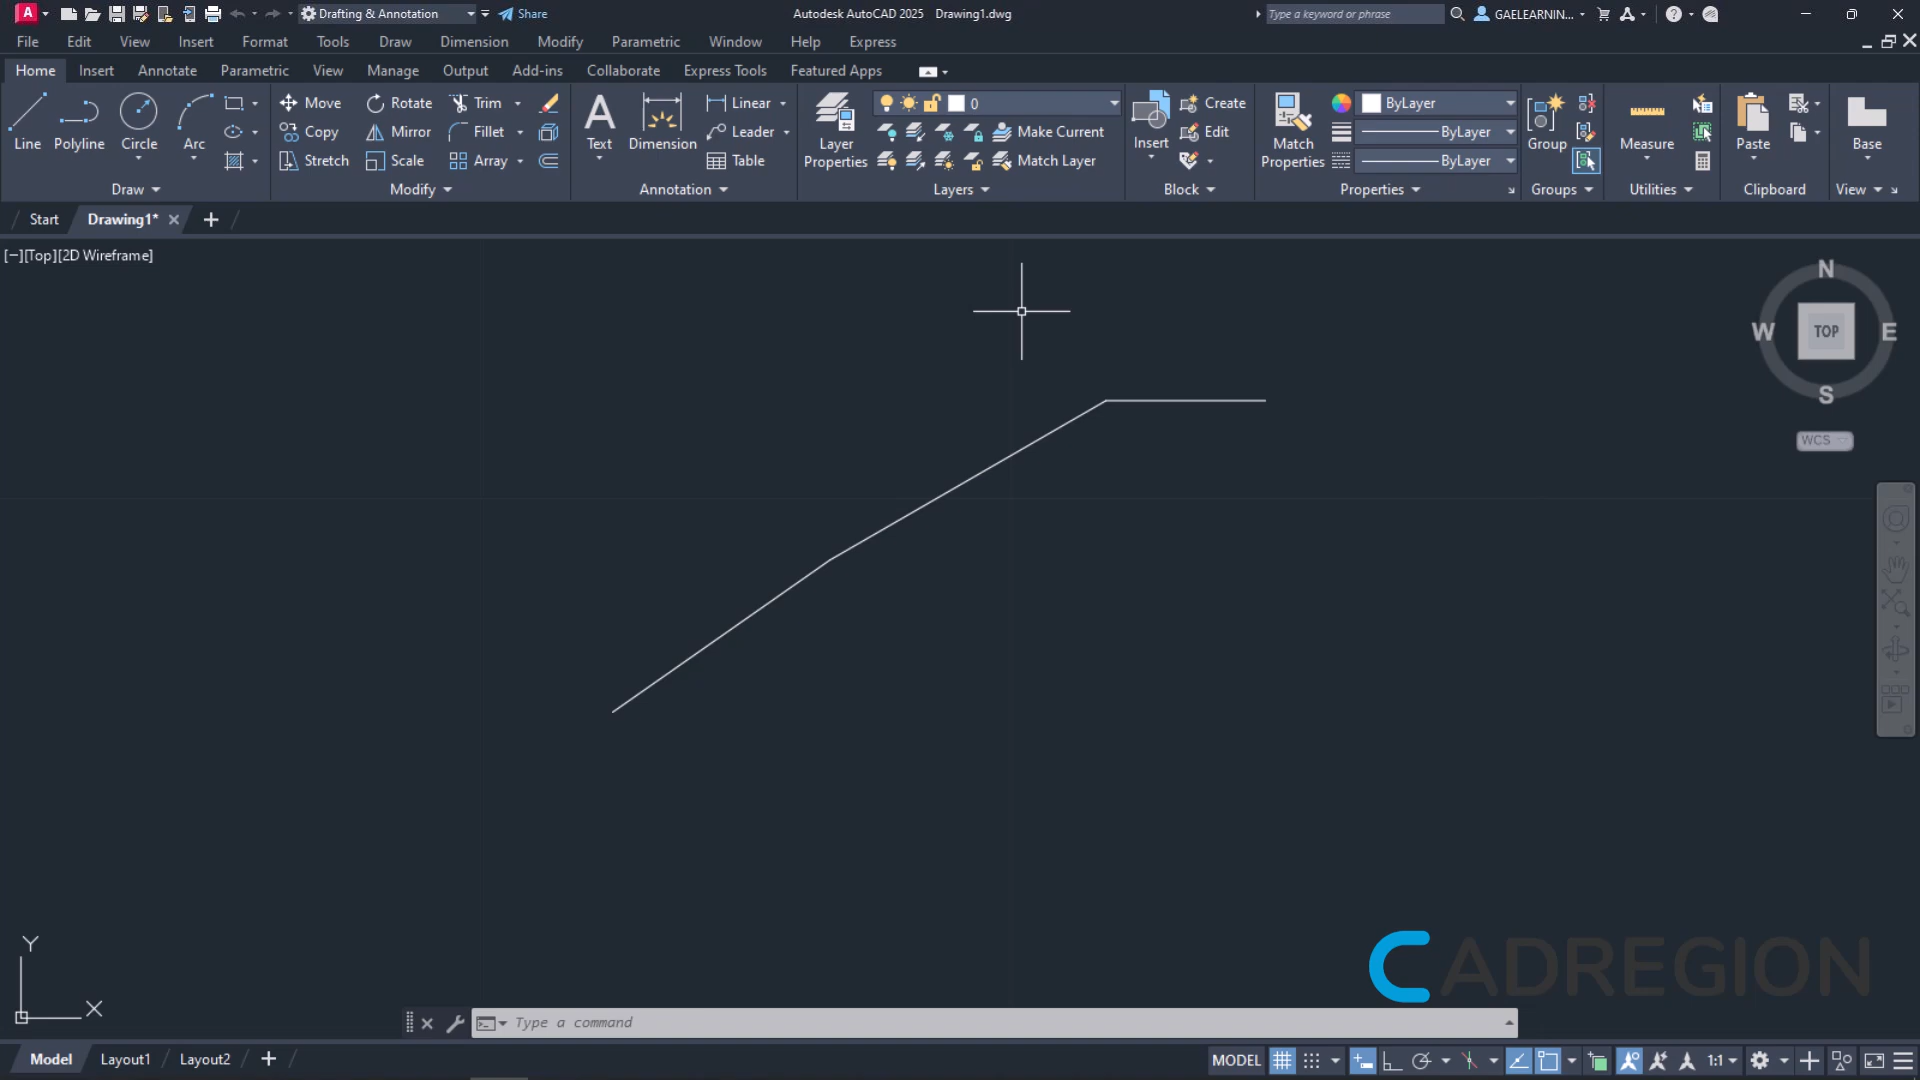 A
Drafting & Annotation
Share
Autodesk AutoCAD 2025 Drawing1.dwg
Type a keyword or phrase
GAELEARNIN...
File Edit View Insert Format Tools Draw Dimension Modify Parametric Window Help Express
Home Insert Annotate Parametric View Manage Output Add-ins Collaborate Express Tools Featured Apps
Line Polyline Circle Arc
Draw
Move Rotate Trim
Copy Mirror Fillet
Stretch Scale Array
Modify
A Text Dimension
Linear
Leader
Table
Annotation
Layer
Properties
0
Make Current
Match Layer
Layers
Insert
Create
Edit
Block
Match
Properties
ByLayer
ByLayer
ByLayer
Properties
Group
Groups
Measure
Utilities
Paste
Clipboard
Base
View
Start Drawing1*
[−][Top][2D Wireframe]
N
W TOP E
S
WCS
Y
X
CADREGION
Type a command
Model Layout1 Layout2
MODEL
1:1